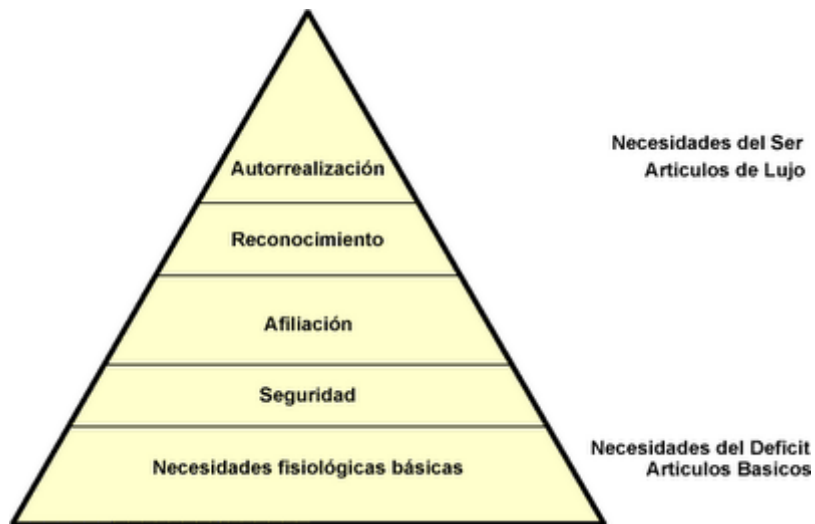 Necesidades del Ser
Articulos de Lujo
Autorrealización
Reconocimiento
Afiliación
Seguridad
Necesidades fisiológicas básicas
Necesidades del Deficit
Articulos Basicos